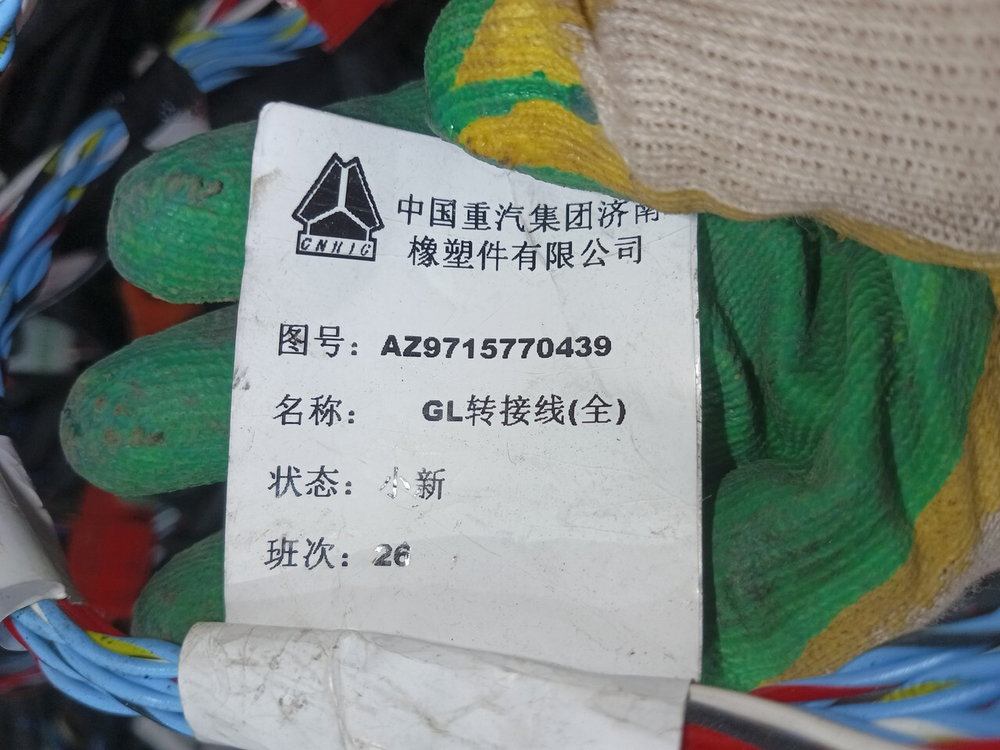 CNHJC
中国重汽集团济南
橡塑件有限公司
图号：AZ9715770439
名称： GL转接线(全)
状态：小新
班次：26